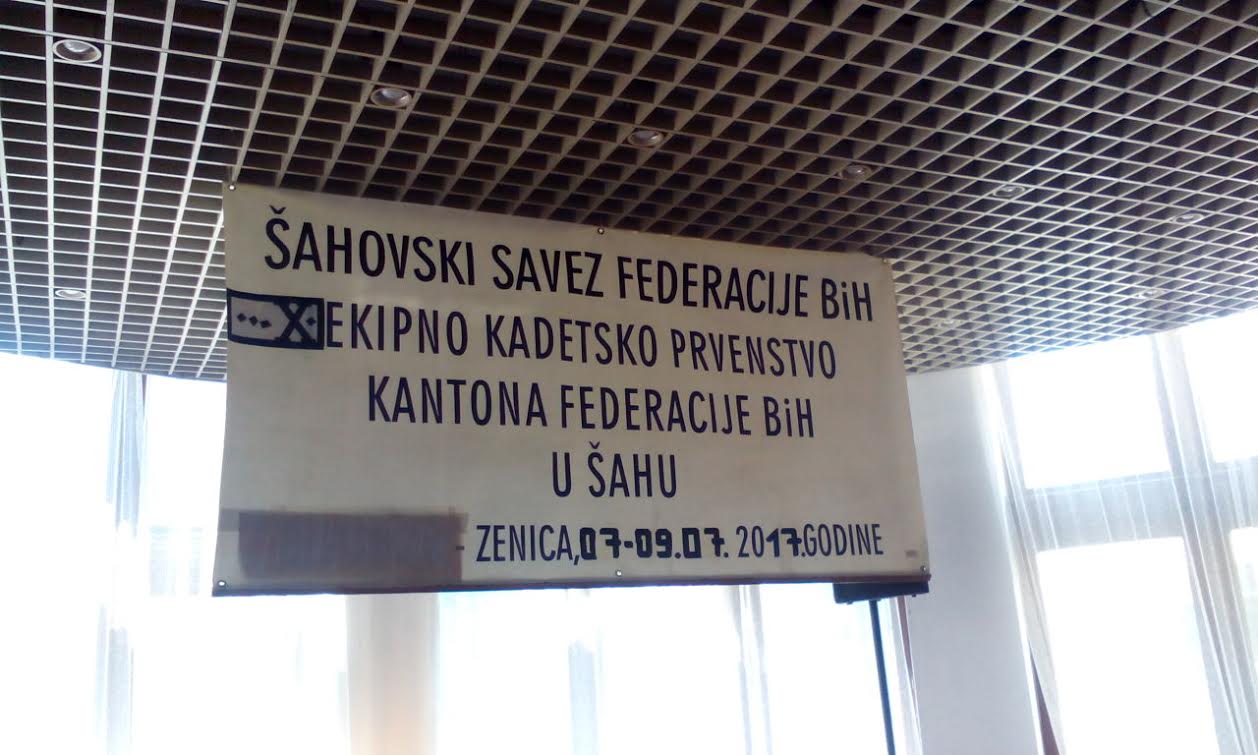 ŠAHOVSKI SAVEZ FEDERACIJE BiH
X. EKIPNO KADETSKO PRVENSTVO
KANTONA FEDERACIJE BiH
U ŠAHU
- ZENICA,07-09.07. 2017.GODINE